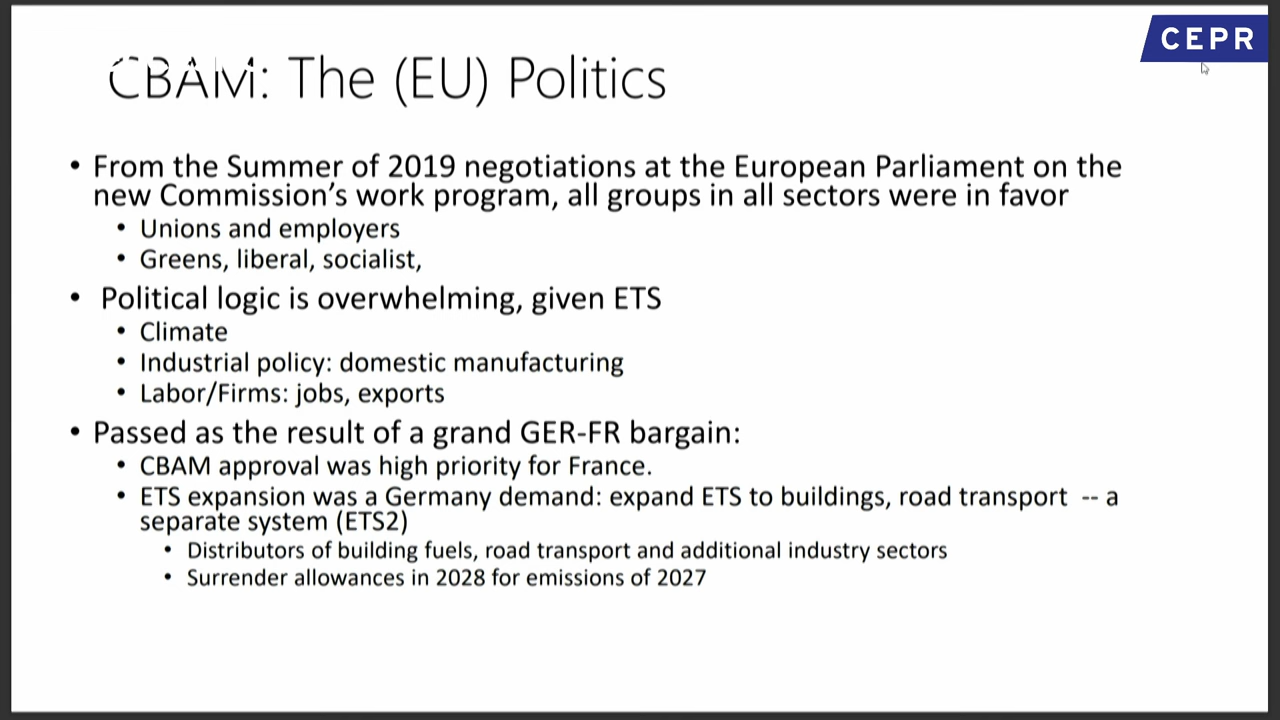 CEPR
CBAM: The (EU) Politics
• From the Summer of 2019 negotiations at the European Parliament on the
new Commission’s work program, all groups in all sectors were in favor
• Unions and employers
• Greens, liberal, socialist,
• Political logic is overwhelming, given ETS
• Climate
• Industrial policy: domestic manufacturing
• Labor/Firms: jobs, exports
• Passed as the result of a grand GER-FR bargain:
• CBAM approval was high priority for France.
• ETS expansion was a Germany demand: expand ETS to buildings, road transport -- a
separate system (ETS2)
• Distributors of building fuels, road transport and additional industry sectors
• Surrender allowances in 2028 for emissions of 2027